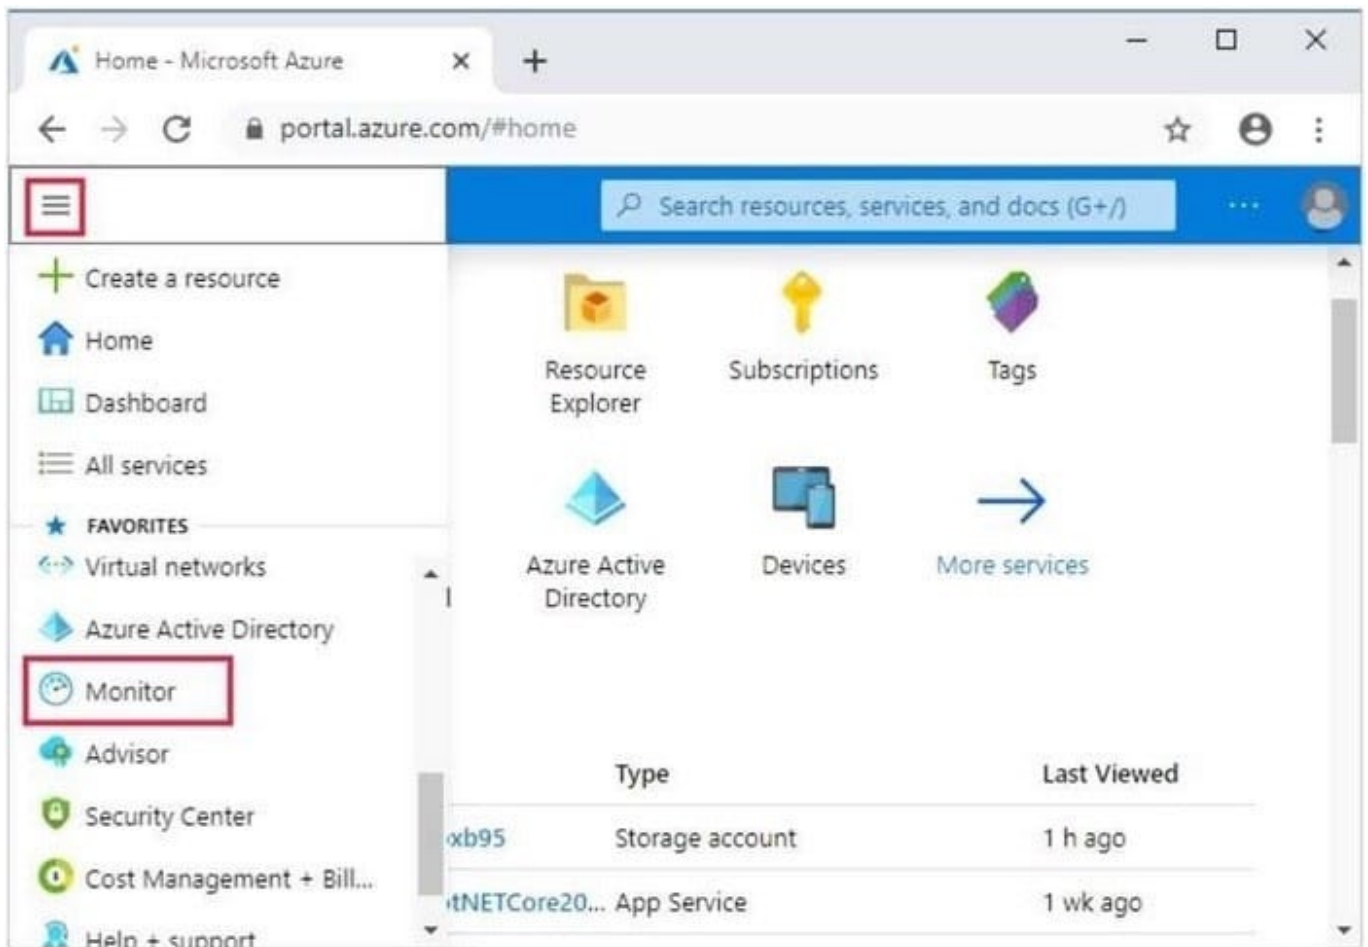 Home - Microsoft Azure
portal.azure.com/#home
Search resources, services, and docs (G+/)
Create a resource
Home
Dashboard
All services
FAVORITES
Virtual networks
Azure Active Directory
Monitor
Advisor
Security Center
Cost Management + Bill...
Help + support
Resource
Explorer
Subscriptions
Tags
Azure Active
Directory
Devices
More services
Type
Last Viewed
xb95
Storage account
1 h ago
tNETCore20...
App Service
1 wk ago